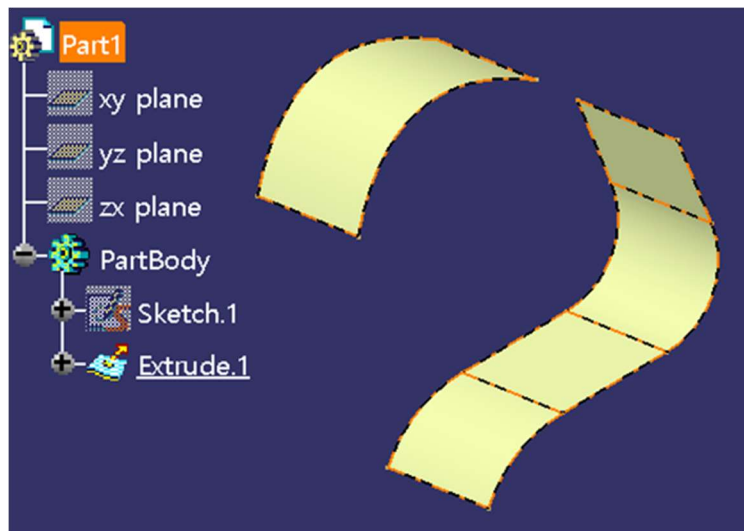 Part1
xy plane
yz plane
zx plane
PartBody
Sketch.1
Extrude.1